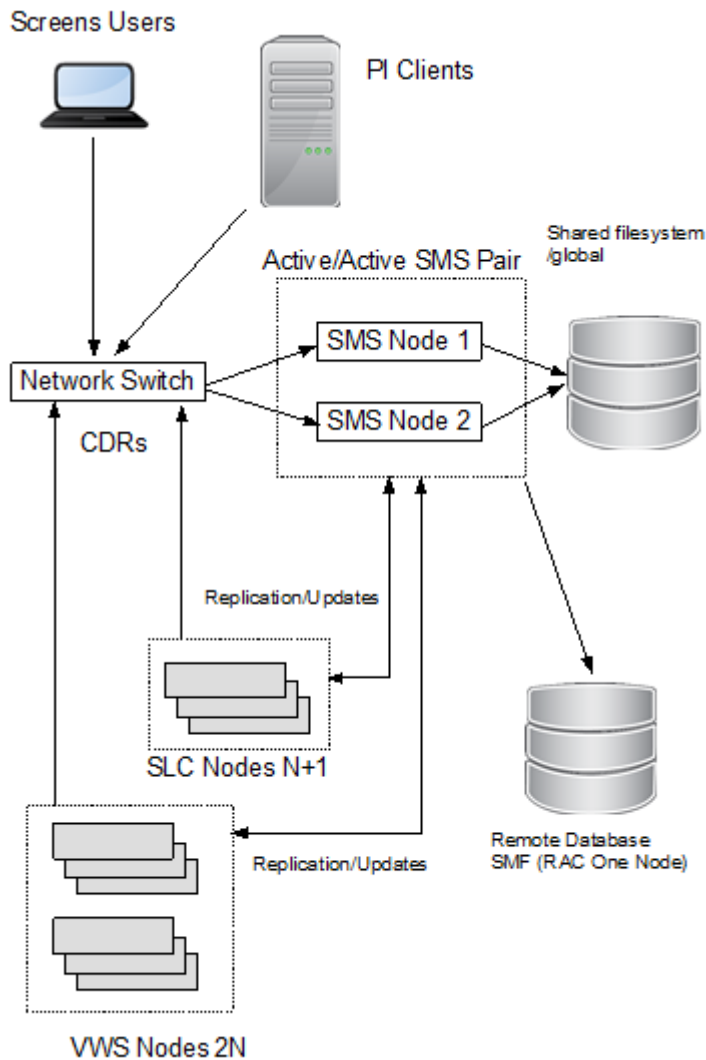 Screens Users
PI Clients
Shared filesystem
/global
Active/Active SMS Pair
SMS Node 1
Network Switch
SMS Node 2
CDRs
Replication/Updates
SLC Nodes N+1
Remote Database
SMF (RAC One Node)
Replication/Updates
VWS Nodes 2N